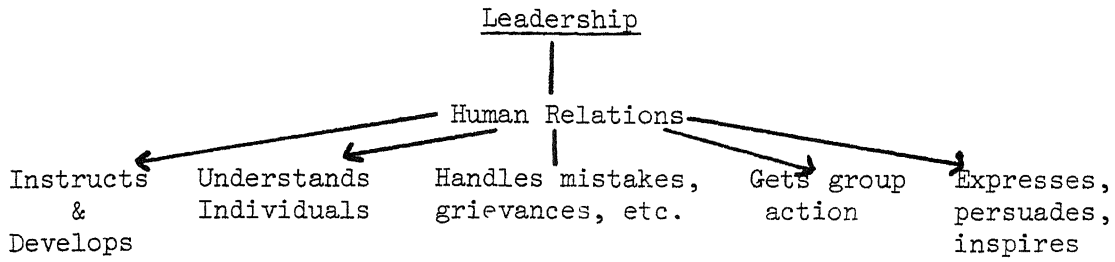 Leadership
Human Relations
Instructs Understands Handles mistakes, Gets group Expresses,
& Individuals grievances, etc. action persuades,
Develops inspires